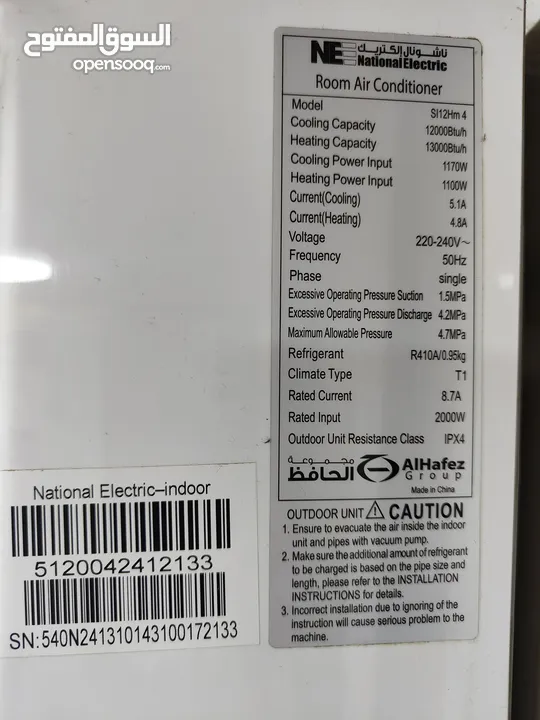 السوق المفتوح
opensooq.com
NE ناشونال إلكتريك
National Electric
Room Air Conditioner
Model SI12Hm 4
Cooling Capacity 12000Btu/h
Heating Capacity 13000Btu/h
Cooling Power Input 1170W
Heating Power Input 1100W
Current(Cooling) 5.1A
Current(Heating) 4.8A
Voltage 220-240V~
Frequency 50Hz
Phase single
Excessive Operating Pressure Suction 1.5MPa
Excessive Operating Pressure Discharge 4.2MPa
Maximum Allowable Pressure 4.7MPa
Refrigerant R410A/0.95kg
Climate Type T1
Rated Current 8.7A
Rated Input 2000W
Outdoor Unit Resistance Class IPX4
مجموعة الحافظ AlHafez Group
Made in China
OUTDOOR UNIT CAUTION
1. Ensure to evacuate the air inside the indoor
unit and pipes with vacuum pump.
2. Make sure the additional amount of refrigerant
to be charged is based on the pipe size and
length, please refer to the INSTALLATION
INSTRUCTIONS for details.
3. Incorrect installation due to ignoring of the
instruction will cause serious problem to the
machine.
National Electric–indoor
5120042412133
SN:540N241310143100172133